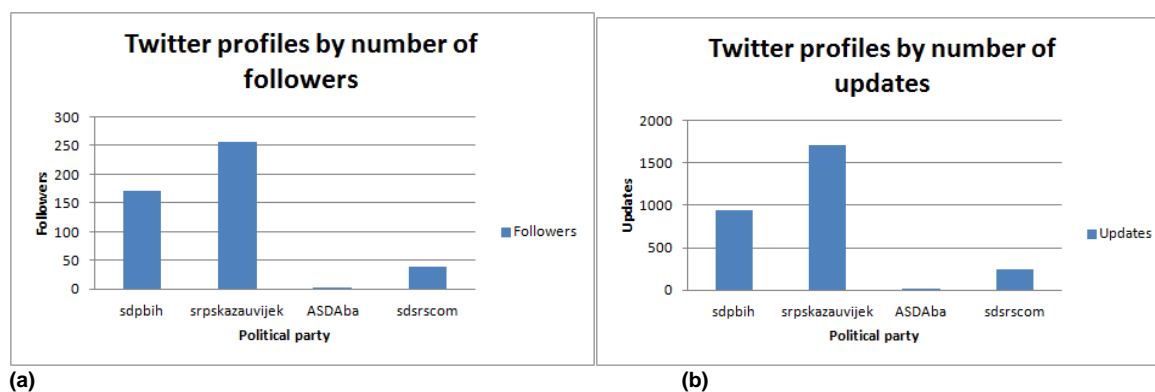 Twitter profiles by number of
followers
300
250
200
150
100
50
0
Followers
sdpbih srpskazauvijek ASDAba sdsrscom
Political party
Followers
(a)
Twitter profiles by number of
updates
2000
1500
1000
500
0
Updates
sdpbih srpskazauvijek ASDAba sdsrscom
Political party
Updates
(b)